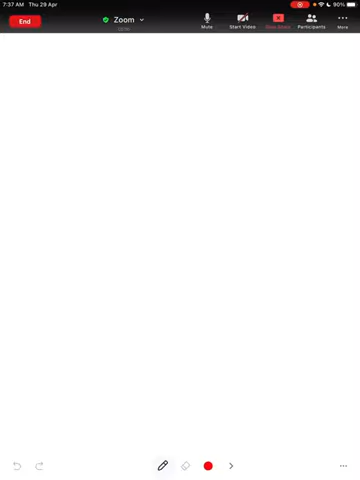 7:37 AM Thu 29 Apr 90%
End Zoom Mute Start Video Stop Share Participants More